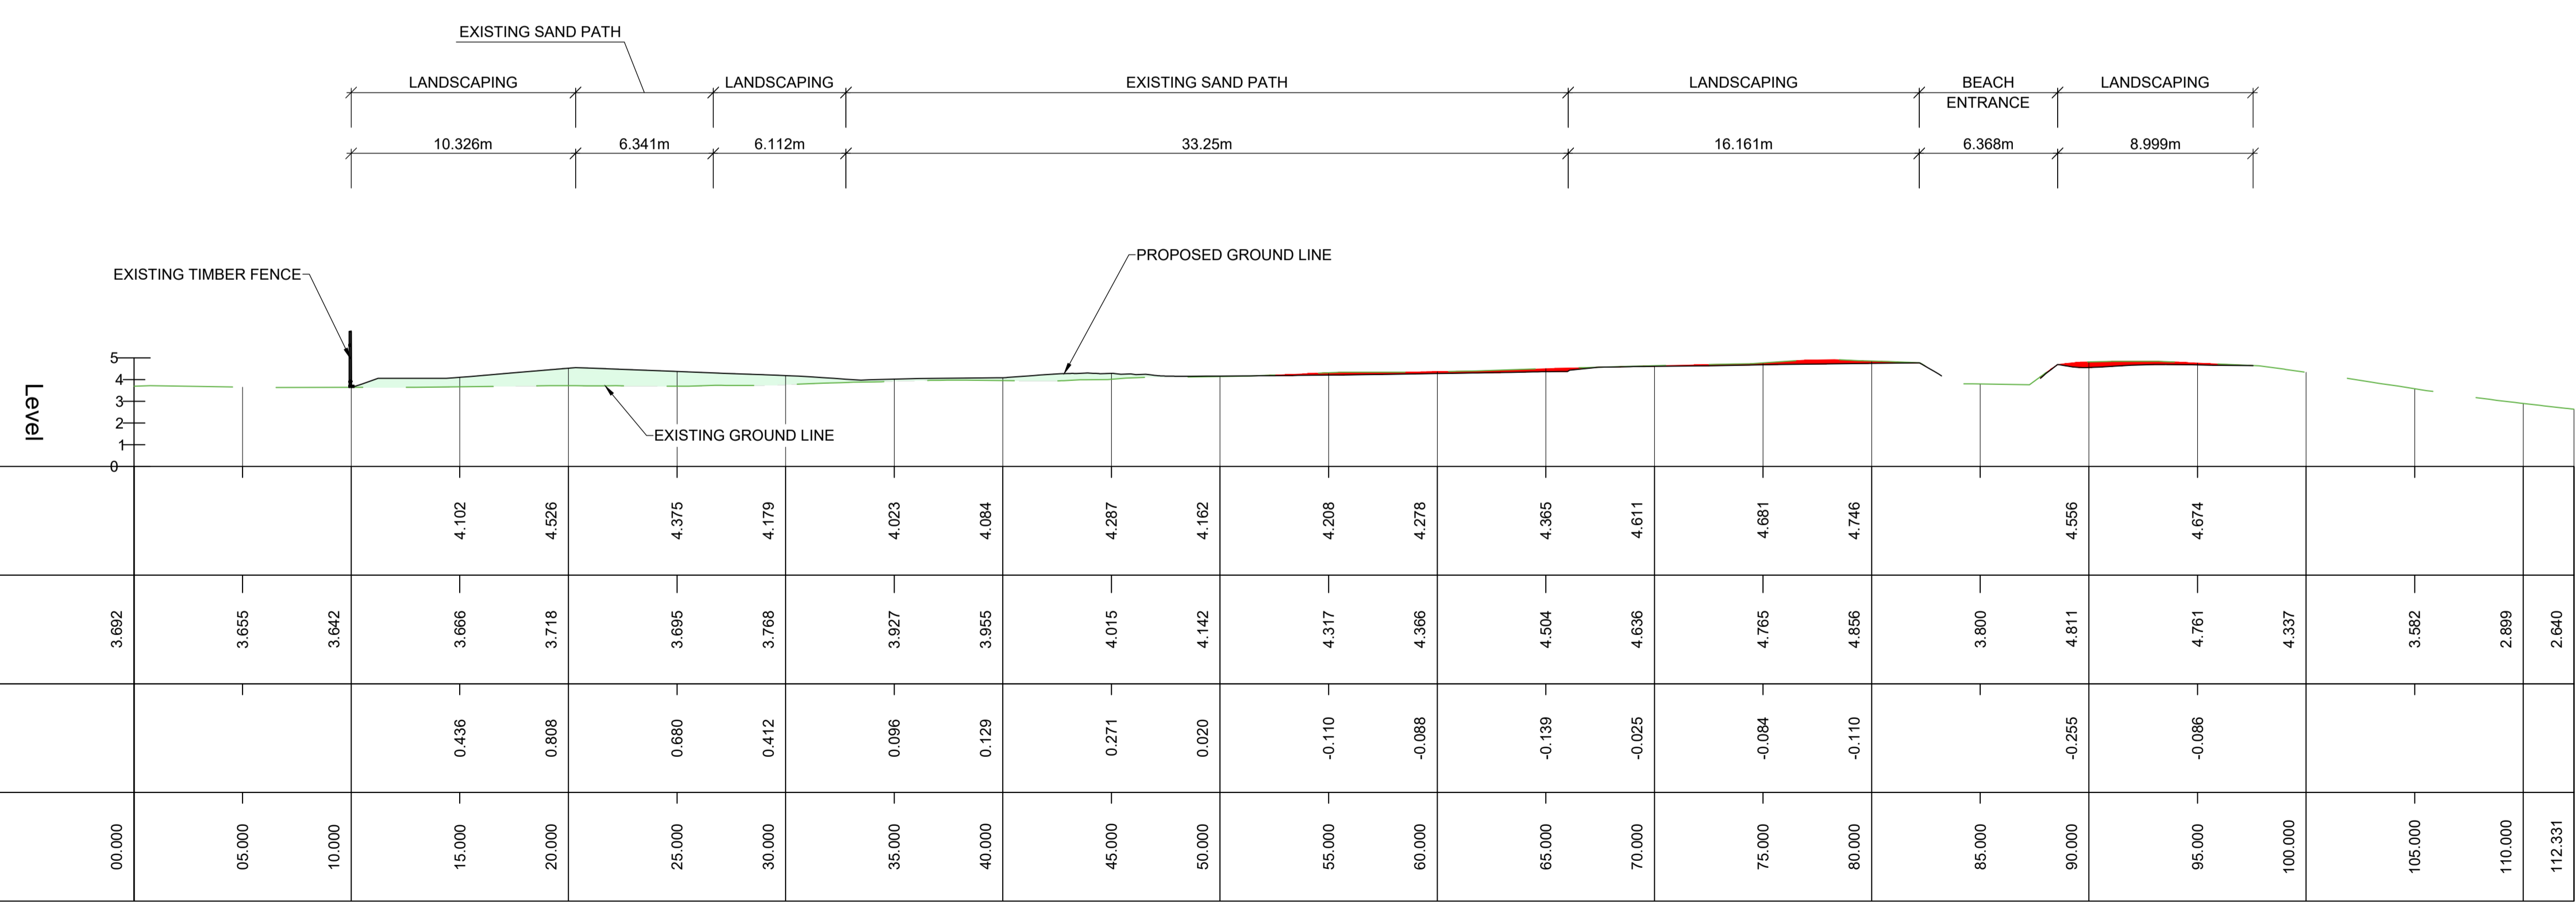 EXISTING SAND PATH
LANDSCAPING LANDSCAPING EXISTING SAND PATH LANDSCAPING BEACH LANDSCAPING
ENTRANCE
10.326m 6.341m 6.112m 33.25m 16.161m 6.368m 8.999m
PROPOSED GROUND LINE
EXISTING TIMBER FENCE
5
4
3
2
1
0
Level
EXISTING GROUND LINE
4.102 4.526 4.375 4.179 4.023 4.084 4.287 4.162 4.208 4.278 4.365 4.611 4.681 4.746 4.556 4.674
3.692 3.655 3.642 3.666 3.718 3.695 3.768 3.927 3.955 4.015 4.142 4.317 4.366 4.504 4.636 4.765 4.856 3.800 4.811 4.761 4.337 3.582 2.899 2.640
0.436 0.808 0.680 0.412 0.096 0.129 0.271 0.020 -0.110 -0.088 -0.139 -0.025 -0.084 -0.110 -0.255 -0.086
00.000 05.000 10.000 15.000 20.000 25.000 30.000 35.000 40.000 45.000 50.000 55.000 60.000 65.000 70.000 75.000 80.000 85.000 90.000 95.000 100.000 105.000 110.000 112.331